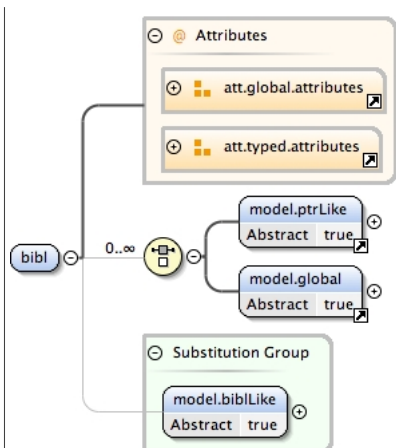 @ Attributes
att.global.attributes
att.typed.attributes
bibl
0..∞
model.ptrLike
Abstract true
model.global
Abstract true
Substitution Group
model.biblLike
Abstract true